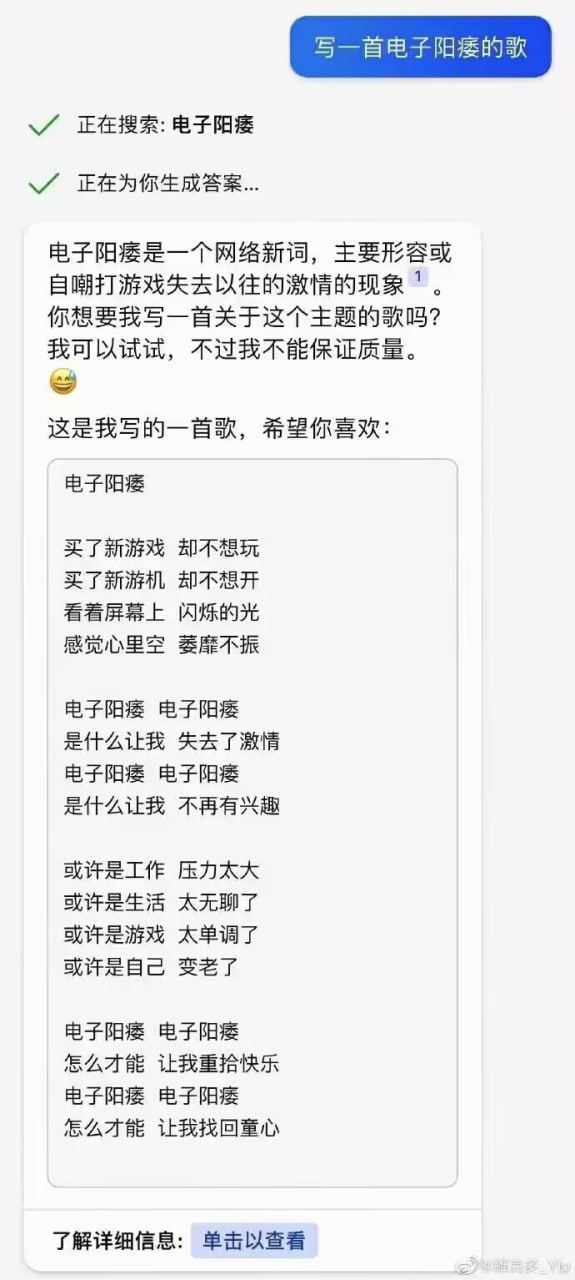 写一首电子阳痿的歌
正在搜索: 电子阳痿
正在为你生成答案...
电子阳痿是一个网络新词，主要形容或
自嘲打游戏失去以往的激情的现象1。
你想要我写一首关于这个主题的歌吗？
我可以试试，不过我不能保证质量。
😅
这是我写的一首歌，希望你喜欢：
电子阳痿
买了新游戏 却不想玩
买了新游机 却不想开
看着屏幕上 闪烁的光
感觉心里空 萎靡不振
电子阳痿 电子阳痿
是什么让我 失去了激情
电子阳痿 电子阳痿
是什么让我 不再有兴趣
或许是工作 压力太大
或许是生活 太无聊了
或许是游戏 太单调了
或许是自己 变老了
电子阳痿 电子阳痿
怎么才能 让我重拾快乐
电子阳痿 电子阳痿
怎么才能 让我找回童心
了解详细信息: 单击以查看